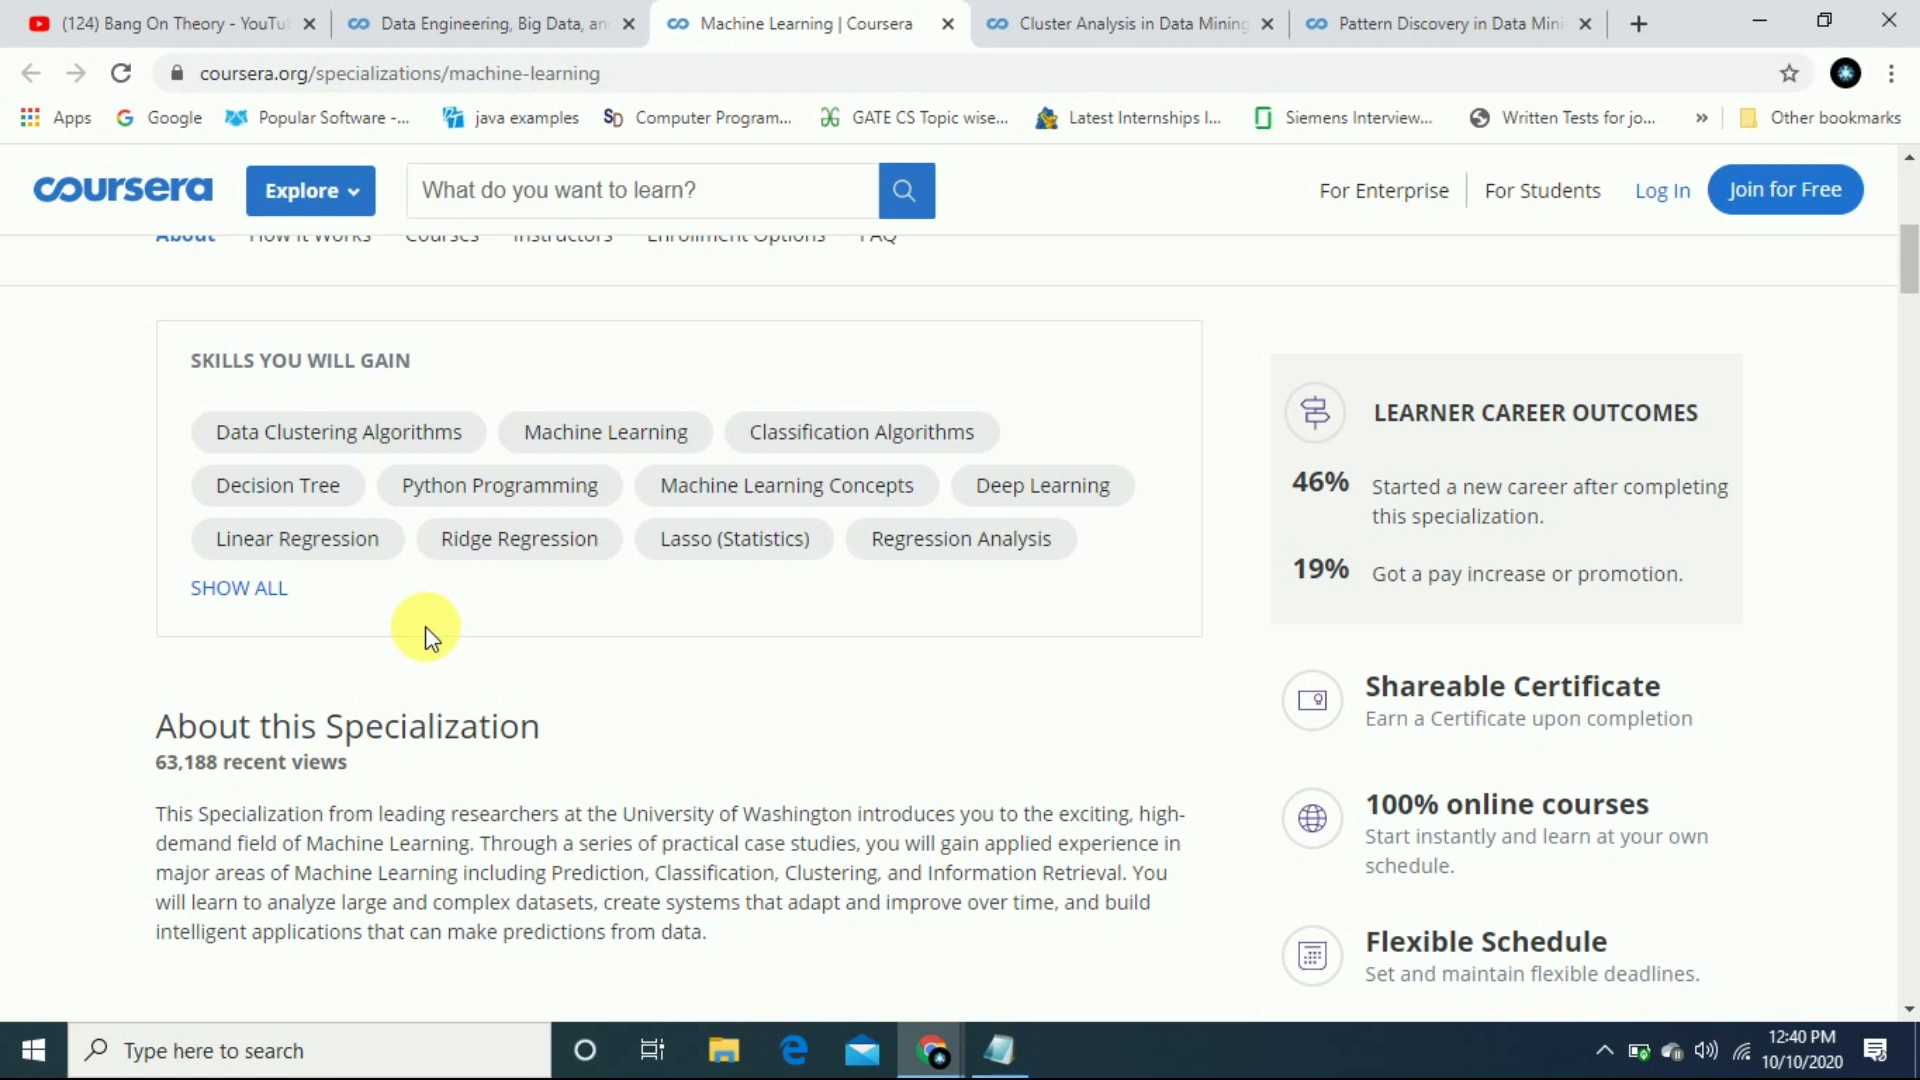 (124) Bang On Theory - YouTu
Data Engineering, Big Data, an
Machine Learning | Coursera
Cluster Analysis in Data Mining
Pattern Discovery in Data Mini
coursera.org/specializations/machine-learning
Apps
Google
Popular Software -...
java examples
Computer Program...
GATE CS Topic wise...
Latest Internships I...
Siemens Interview...
Written Tests for jo...
»
Other bookmarks
coursera
Explore
What do you want to learn?
For Enterprise
For Students
Log In
Join for Free
About How It Works Courses Instructors Enrollment Options FAQ
SKILLS YOU WILL GAIN
Data Clustering Algorithms
Machine Learning
Classification Algorithms
Decision Tree
Python Programming
Machine Learning Concepts
Deep Learning
Linear Regression
Ridge Regression
Lasso (Statistics)
Regression Analysis
SHOW ALL
LEARNER CAREER OUTCOMES
46% Started a new career after completing
this specialization.
19% Got a pay increase or promotion.
About this Specialization
63,188 recent views
This Specialization from leading researchers at the University of Washington introduces you to the exciting, high-
demand field of Machine Learning. Through a series of practical case studies, you will gain applied experience in
major areas of Machine Learning including Prediction, Classification, Clustering, and Information Retrieval. You
will learn to analyze large and complex datasets, create systems that adapt and improve over time, and build
intelligent applications that can make predictions from data.
Shareable Certificate
Earn a Certificate upon completion
100% online courses
Start instantly and learn at your own
schedule.
Flexible Schedule
Set and maintain flexible deadlines.
Type here to search
12:40 PM
10/10/2020